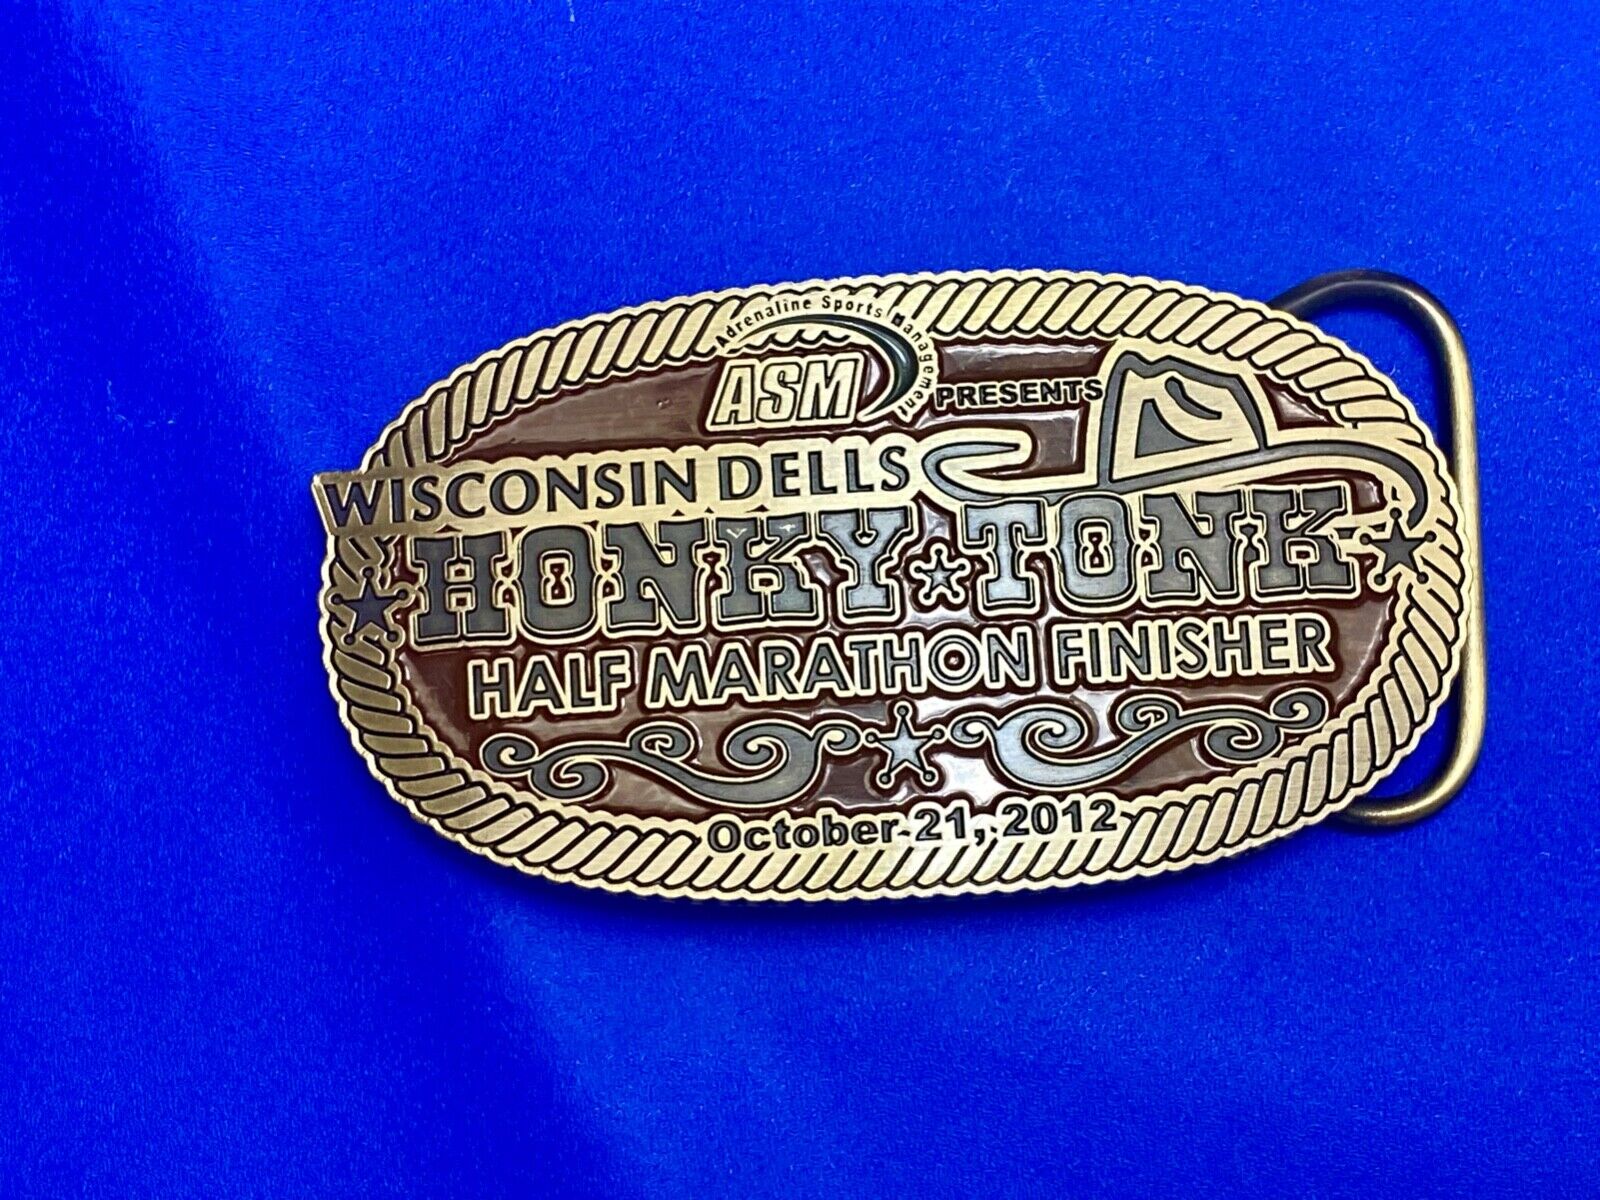 Adrenaline Sports Management
ASM PRESENTS
WISCONSIN DELLS
HONKY TONK
HALF MARATHON FINISHER
October 21, 2012